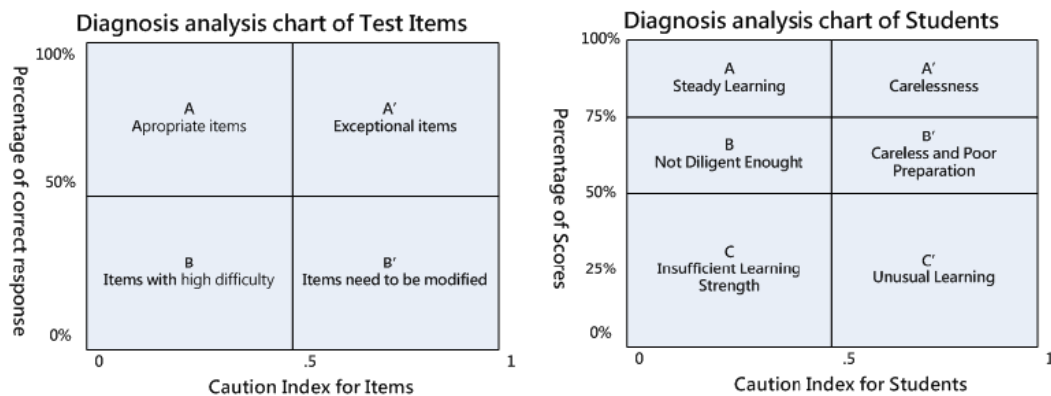 Diagnosis analysis chart of Test Items
Percentage of correct response
100%
50%
0%
A
Apropriate items
A′
Exceptional items
B
Items with high difficulty
B′
Items need to be modified
0
.5
1
Caution Index for Items
Diagnosis analysis chart of Students
Percentage of Scores
100%
75%
50%
25%
0%
A
Steady Learning
A′
Carelessness
B
Not Diligent Enought
B′
Careless and Poor
Preparation
C
Insufficient Learning
Strength
C′
Unusual Learning
0
.5
1
Caution Index for Students